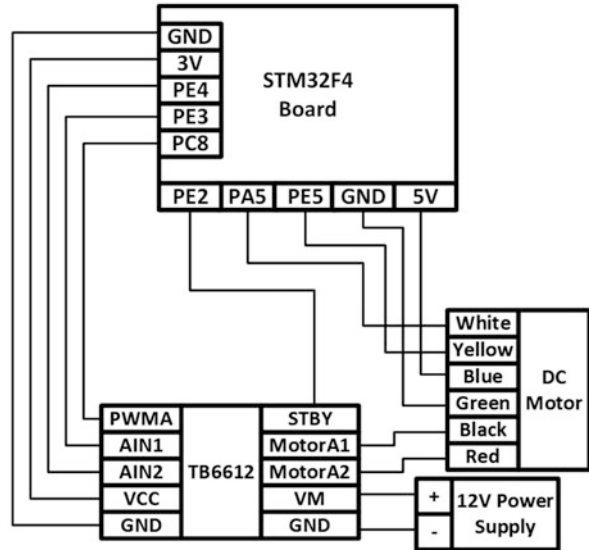 GND
3V
PE4
PE3
PC8
STM32F4
Board
PE2 PA5 PE5 GND 5V
White
Yellow
Blue
Green
Black
Red
DC
Motor
PWMA
AIN1
AIN2
VCC
GND
TB6612
STBY
MotorA1
MotorA2
VM
GND
+
-
12V Power
Supply